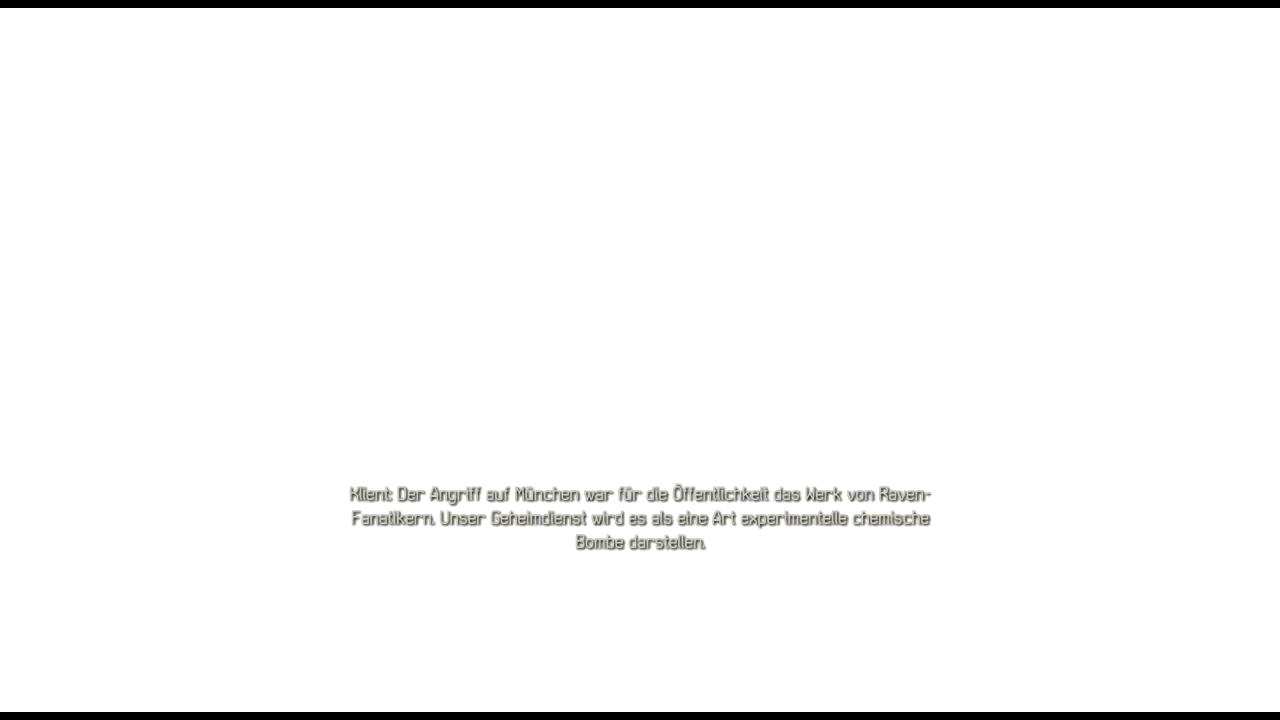 Klient: Der Angriff auf München war für die Öffentlichkeit das Werk von Raven-
Fanatikern. Unser Geheimdienst wird es als eine Art experimentelle chemische
Bombe darstellen.